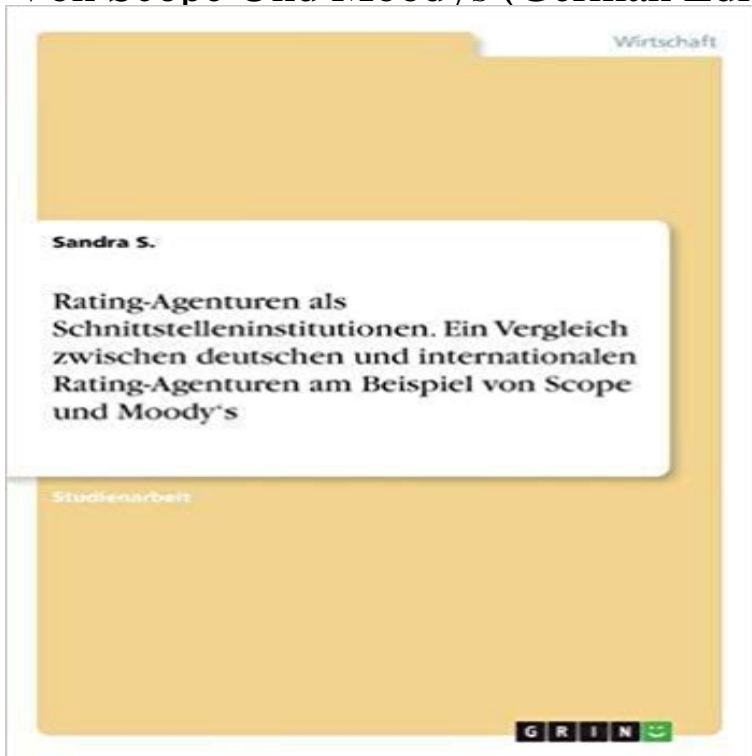 Wirtschaft
Sandra S.
Rating-Agenturen als
Schnittstelleninstitutionen. Ein Vergleich
zwischen deutschen und internationalen
Rating-Agenturen am Beispiel von Scope
und Moody‘s
Studienarbeit
GRIN